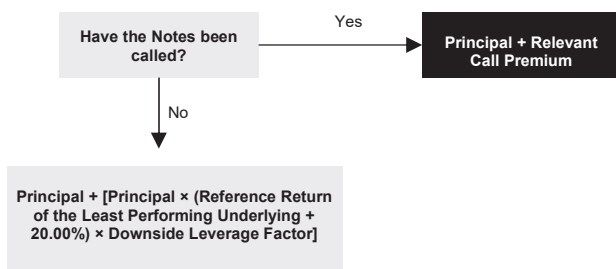 Have the Notes been
called?
Yes
Principal + Relevant
Call Premium
No
Principal + [Principal × (Reference Return
of the Least Performing Underlying +
20.00%) × Downside Leverage Factor]